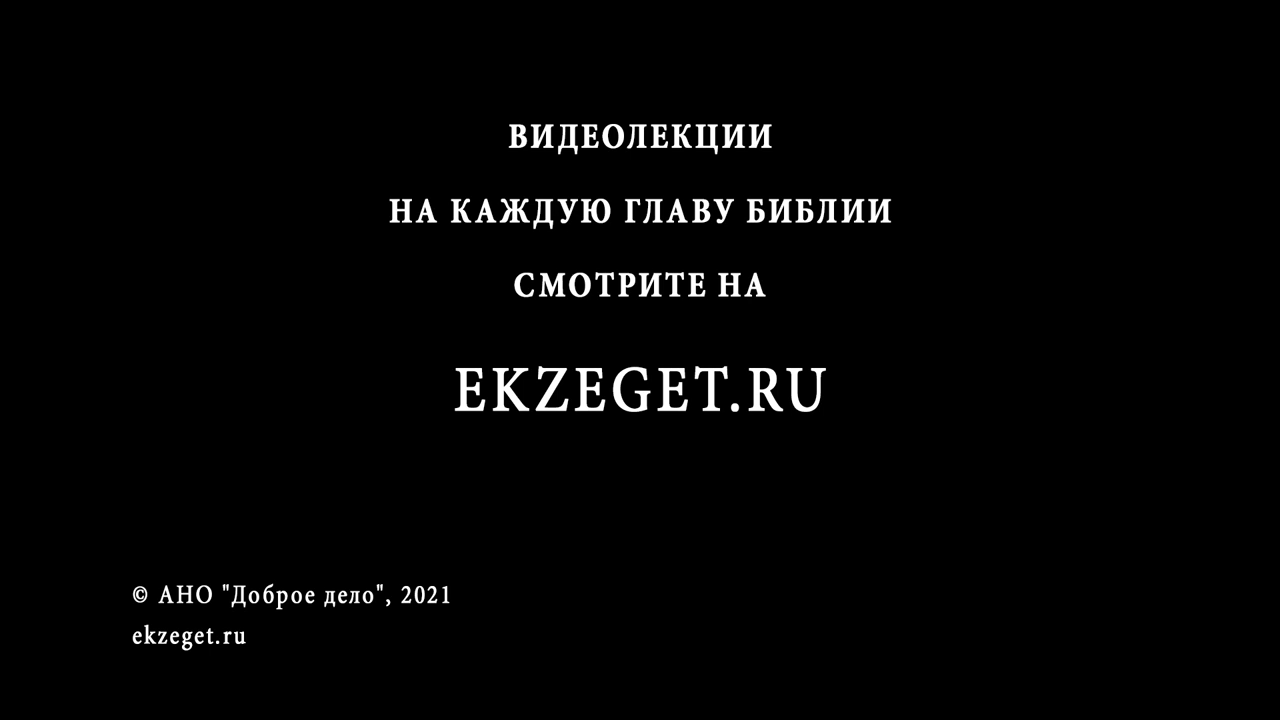 ВИДЕОЛЕКЦИИ
НА КАЖДУЮ ГЛАВУ БИБЛИИ
СМОТРИТЕ НА
EKZEGET.RU
© АНО "Доброе дело", 2021
ekzeget.ru